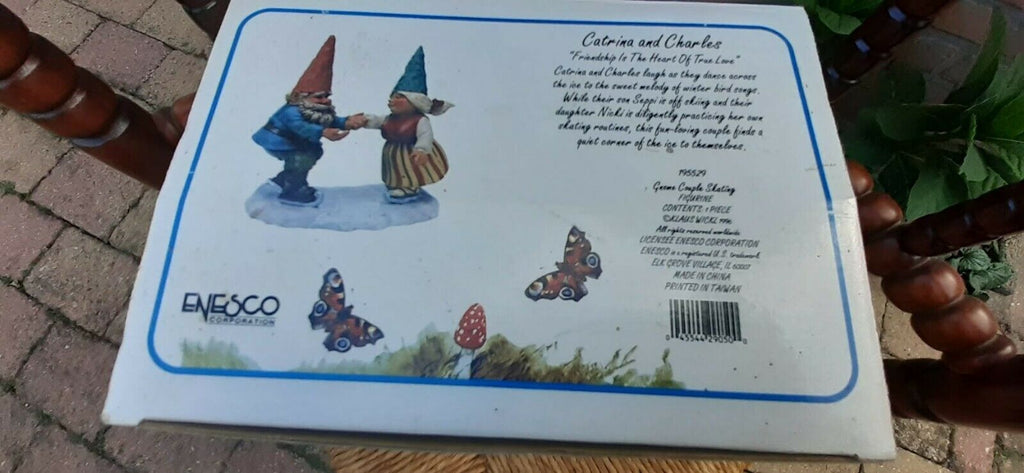 Catrina and Charles
"Friendship Is The Heart Of True Love"
Catrina and Charles laugh as they dance across
the ice to the sweet melody of winter bird songs.
While their son Seppi is off skiing and their
daughter Nicki is diligently practicing her own
skating routines, this fun-loving couple finds a
quiet corner of the ice to themselves.
195529
Gnome Couple Skating
FIGURINE
CONTENTS: 1 PIECE
©KLAUS WICKL 1996
All rights reserved worldwide
LICENSEE ENESCO CORPORATION
ENESCO is a registered U.S. trademark
ELK GROVE VILLAGE, IL 60007
MADE IN CHINA
PRINTED IN TAIWAN
ENESCO
CORPORATION
0 45544 29050 0